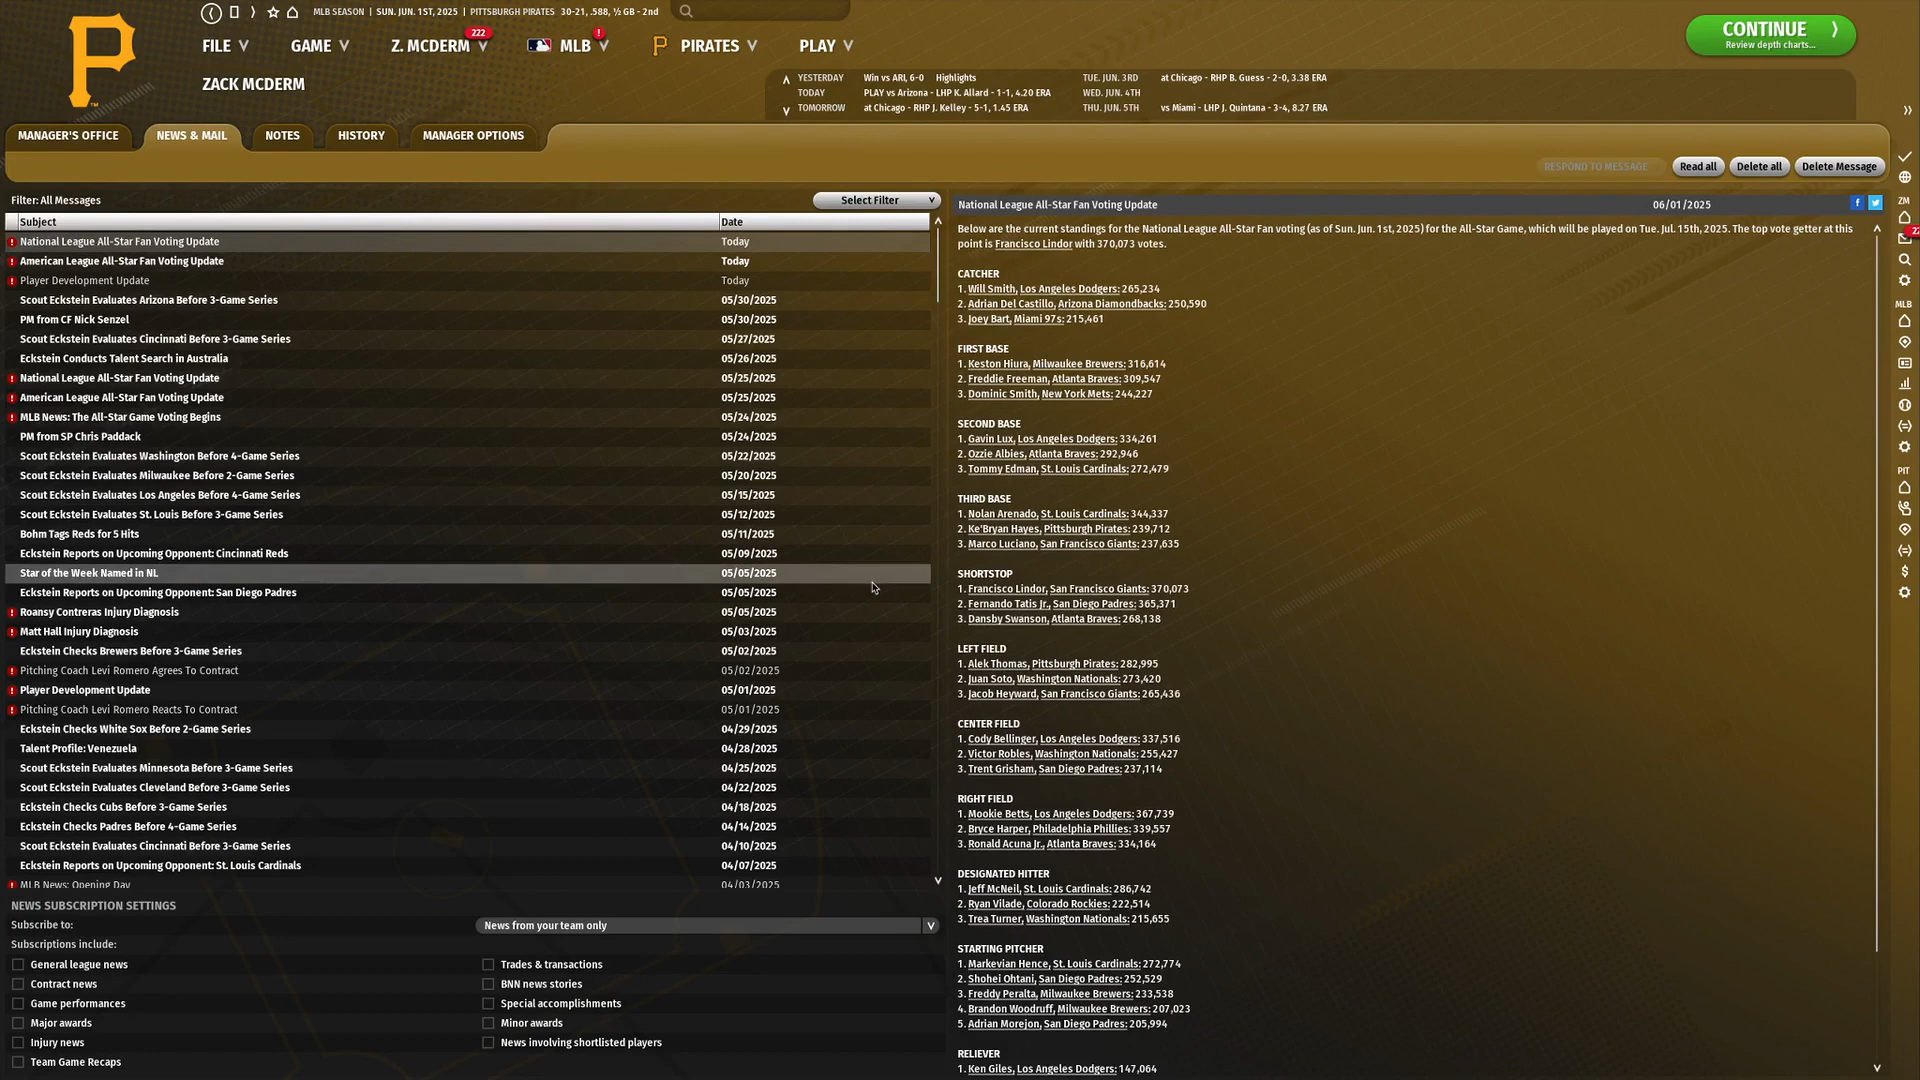 MLB SEASON | SUN. JUN. 1ST, 2025 | PITTSBURGH PIRATES 30-21, .588, ½ GB - 2nd
FILE GAME Z. MCDERM 222 MLB ! PIRATES PLAY
CONTINUE
Review depth charts...
ZACK MCDERM
YESTERDAY Win vs ARI, 6-0 Highlights TUE. JUN. 3RD at Chicago - RHP B. Guess - 2-0, 3.38 ERA
TODAY PLAY vs Arizona - LHP K. Allard - 1-1, 4.20 ERA WED. JUN. 4TH
TOMORROW at Chicago - RHP J. Kelley - 5-1, 1.45 ERA THU. JUN. 5TH vs Miami - LHP J. Quintana - 3-4, 8.27 ERA
MANAGER'S OFFICE NEWS & MAIL NOTES HISTORY MANAGER OPTIONS
RESPOND TO MESSAGE Read all Delete all Delete Message
Filter: All Messages Select Filter
Subject Date
National League All-Star Fan Voting Update Today
American League All-Star Fan Voting Update Today
Player Development Update Today
Scout Eckstein Evaluates Arizona Before 3-Game Series 05/30/2025
PM from CF Nick Senzel 05/30/2025
Scout Eckstein Evaluates Cincinnati Before 3-Game Series 05/27/2025
Eckstein Conducts Talent Search in Australia 05/26/2025
National League All-Star Fan Voting Update 05/25/2025
American League All-Star Fan Voting Update 05/25/2025
MLB News: The All-Star Game Voting Begins 05/24/2025
PM from SP Chris Paddack 05/24/2025
Scout Eckstein Evaluates Washington Before 4-Game Series 05/22/2025
Scout Eckstein Evaluates Milwaukee Before 2-Game Series 05/20/2025
Scout Eckstein Evaluates Los Angeles Before 4-Game Series 05/15/2025
Scout Eckstein Evaluates St. Louis Before 3-Game Series 05/12/2025
Bohm Tags Reds for 5 Hits 05/11/2025
Eckstein Reports on Upcoming Opponent: Cincinnati Reds 05/09/2025
Star of the Week Named in NL 05/05/2025
Eckstein Reports on Upcoming Opponent: San Diego Padres 05/05/2025
Roansy Contreras Injury Diagnosis 05/05/2025
Matt Hall Injury Diagnosis 05/03/2025
Eckstein Checks Brewers Before 3-Game Series 05/02/2025
Pitching Coach Levi Romero Agrees To Contract 05/02/2025
Player Development Update 05/01/2025
Pitching Coach Levi Romero Reacts To Contract 05/01/2025
Eckstein Checks White Sox Before 2-Game Series 04/29/2025
Talent Profile: Venezuela 04/28/2025
Scout Eckstein Evaluates Minnesota Before 3-Game Series 04/25/2025
Scout Eckstein Evaluates Cleveland Before 3-Game Series 04/22/2025
Eckstein Checks Cubs Before 3-Game Series 04/18/2025
Eckstein Checks Padres Before 4-Game Series 04/14/2025
Scout Eckstein Evaluates Cincinnati Before 3-Game Series 04/10/2025
Eckstein Reports on Upcoming Opponent: St. Louis Cardinals 04/07/2025
MLB News: Opening Day 04/03/2025
NEWS SUBSCRIPTION SETTINGS
Subscribe to: News from your team only
Subscriptions include:
General league news Trades & transactions
Contract news BNN news stories
Game performances Special accomplishments
Major awards Minor awards
Injury news News involving shortlisted players
Team Game Recaps
National League All-Star Fan Voting Update 06/01/2025
Below are the current standings for the National League All-Star Fan voting (as of Sun. Jun. 1st, 2025) for the All-Star Game, which will be played on Tue. Jul. 15th, 2025. The top vote getter at this
point is Francisco Lindor with 370,073 votes.
CATCHER
1. Will Smith, Los Angeles Dodgers: 265,234
2. Adrian Del Castillo, Arizona Diamondbacks: 250,590
3. Joey Bart, Miami 97s: 215,461
FIRST BASE
1. Keston Hiura, Milwaukee Brewers: 316,614
2. Freddie Freeman, Atlanta Braves: 309,547
3. Dominic Smith, New York Mets: 244,227
SECOND BASE
1. Gavin Lux, Los Angeles Dodgers: 334,261
2. Ozzie Albies, Atlanta Braves: 292,946
3. Tommy Edman, St. Louis Cardinals: 272,479
THIRD BASE
1. Nolan Arenado, St. Louis Cardinals: 344,337
2. Ke'Bryan Hayes, Pittsburgh Pirates: 239,712
3. Marco Luciano, San Francisco Giants: 237,635
SHORTSTOP
1. Francisco Lindor, San Francisco Giants: 370,073
2. Fernando Tatis Jr., San Diego Padres: 365,371
3. Dansby Swanson, Atlanta Braves: 268,138
LEFT FIELD
1. Alek Thomas, Pittsburgh Pirates: 282,995
2. Juan Soto, Washington Nationals: 273,420
3. Jacob Heyward, San Francisco Giants: 265,436
CENTER FIELD
1. Cody Bellinger, Los Angeles Dodgers: 337,516
2. Victor Robles, Washington Nationals: 255,427
3. Trent Grisham, San Diego Padres: 237,114
RIGHT FIELD
1. Mookie Betts, Los Angeles Dodgers: 367,739
2. Bryce Harper, Philadelphia Phillies: 339,557
3. Ronald Acuna Jr., Atlanta Braves: 334,164
DESIGNATED HITTER
1. Jeff McNeil, St. Louis Cardinals: 286,742
2. Ryan Vilade, Colorado Rockies: 222,514
3. Trea Turner, Washington Nationals: 215,655
STARTING PITCHER
1. Markevian Hence, St. Louis Cardinals: 272,774
2. Shohei Ohtani, San Diego Padres: 252,529
3. Freddy Peralta, Milwaukee Brewers: 233,538
4. Brandon Woodruff, Milwaukee Brewers: 207,023
5. Adrian Morejon, San Diego Padres: 205,994
RELIEVER
1. Ken Giles, Los Angeles Dodgers: 147,064
ZM
22
MLB
PIT